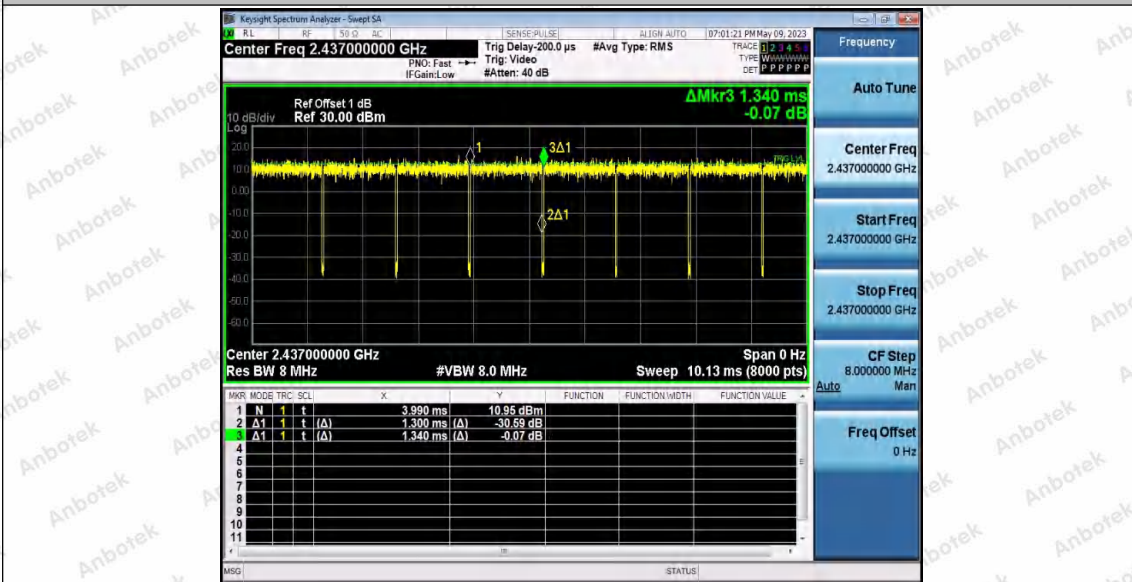 Keysight Spectrum Analyzer - Swept SA
RL RF 50 Ω AC SENSE:PULSE ALIGN AUTO 07:01:21 PM May 09, 2023
Center Freq 2.437000000 GHz
PNO: Fast
IFGain:Low
Trig Delay-200.0 µs
Trig: Video
#Atten: 40 dB
#Avg Type: RMS
TRACE 1 2 3 4 5 6
TYPE WWWWWW
DET P P P P P P
ΔMkr3 1.340 ms
-0.07 dB
Ref Offset 1 dB
10 dB/div Ref 30.00 dBm
Log
20.0
10.0
0.00
-10.0
-20.0
-30.0
-40.0
-50.0
-60.0
1
3Δ1
2Δ1
TRIG LVL
Center 2.437000000 GHz Span 0 Hz
Res BW 8 MHz #VBW 8.0 MHz Sweep 10.13 ms (8000 pts)
MKR MODE TRC SCL X Y FUNCTION FUNCTION WIDTH FUNCTION VALUE
1 N 1 t 3.990 ms 10.95 dBm
2 Δ1 1 t (Δ) 1.300 ms (Δ) -30.59 dB
3 Δ1 1 t (Δ) 1.340 ms (Δ) -0.07 dB
4
5
6
7
8
9
10
11
MSG STATUS
Frequency
Auto Tune
Center Freq
2.437000000 GHz
Start Freq
2.437000000 GHz
Stop Freq
2.437000000 GHz
CF Step
8.000000 MHz
Auto Man
Freq Offset
0 Hz
Anbotek